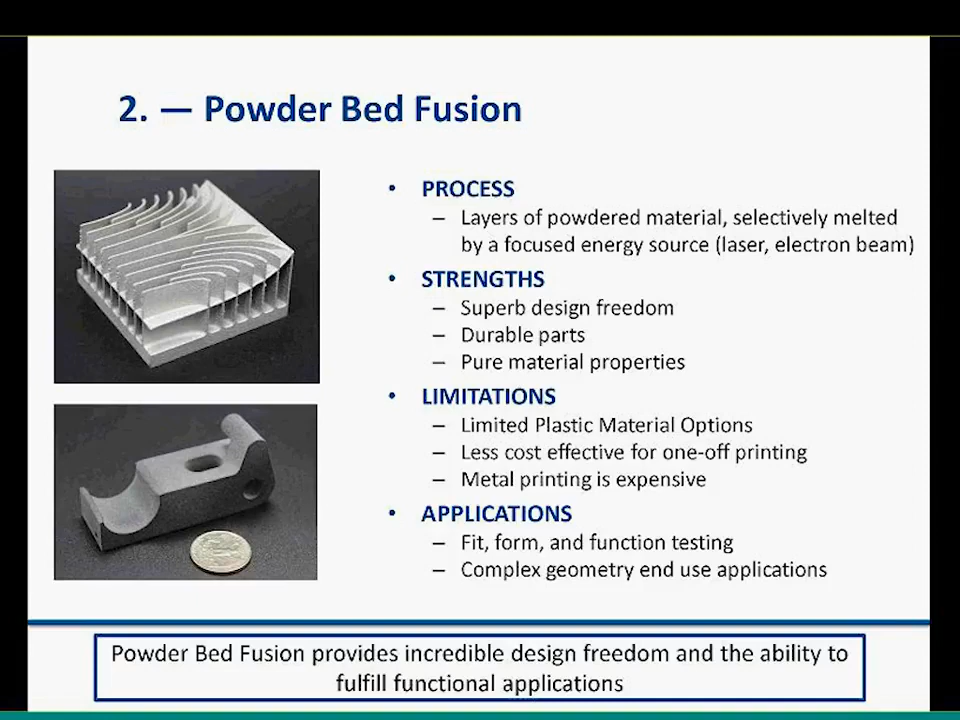 2. — Powder Bed Fusion
• PROCESS
– Layers of powdered material, selectively melted
by a focused energy source (laser, electron beam)
• STRENGTHS
– Superb design freedom
– Durable parts
– Pure material properties
• LIMITATIONS
– Limited Plastic Material Options
– Less cost effective for one-off printing
– Metal printing is expensive
• APPLICATIONS
– Fit, form, and function testing
– Complex geometry end use applications
Powder Bed Fusion provides incredible design freedom and the ability to
fulfill functional applications